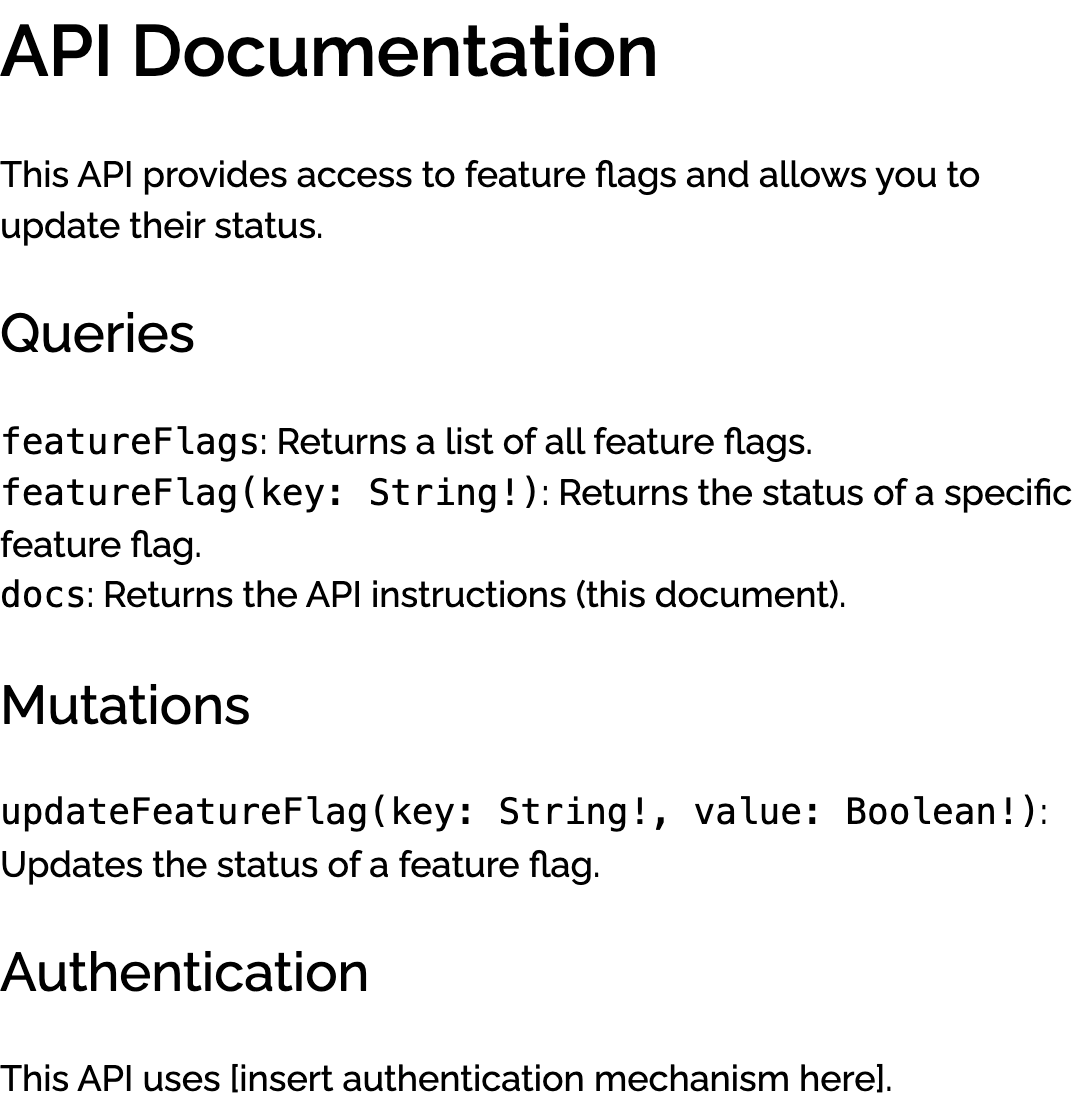 API Documentation
This API provides access to feature flags and allows you to
update their status.
Queries
featureFlags: Returns a list of all feature flags.
featureFlag(key: String!): Returns the status of a specific
feature flag.
docs: Returns the API instructions (this document).
Mutations
updateFeatureFlag(key: String!, value: Boolean!):
Updates the status of a feature flag.
Authentication
This API uses [insert authentication mechanism here].